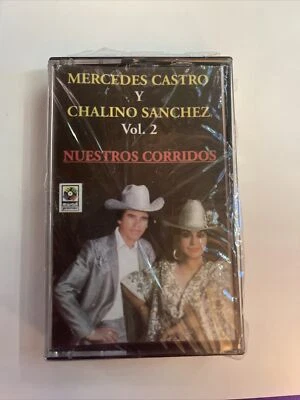 MERCEDES CASTRO
Y
CHALINO SANCHEZ
Vol. 2
NUESTROS CORRIDOS